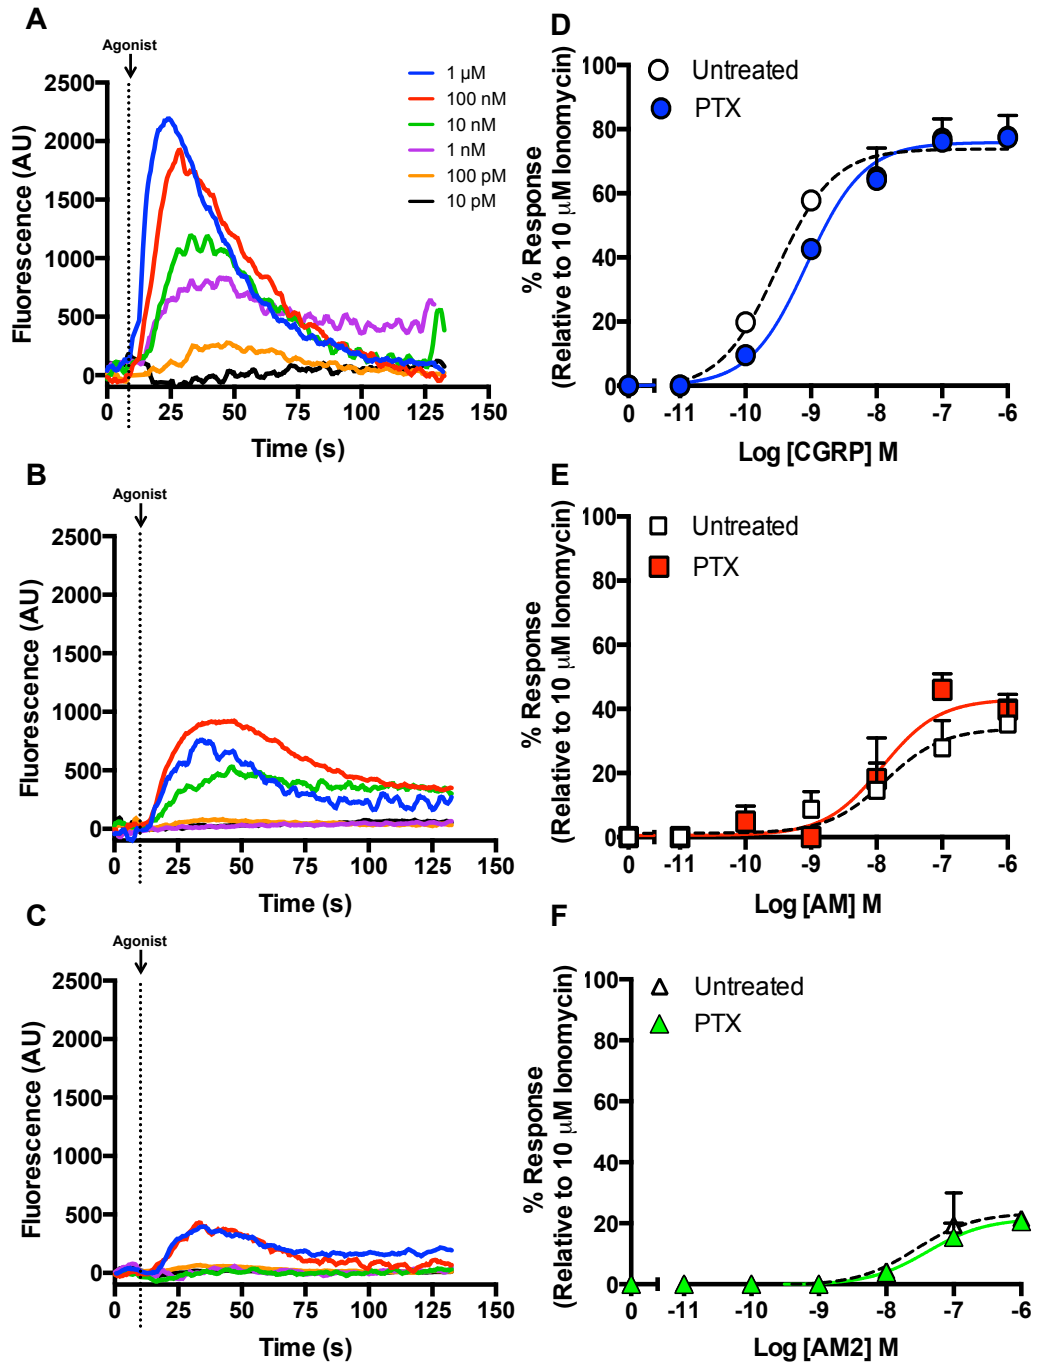 A
Agonist
2500
2000
1500
1000
500
0
Fluorescence (AU)
0 25 50 75 100 125 150
Time (s)
1 µM
100 nM
10 nM
1 nM
100 pM
10 pM
D
100
80
60
40
20
0
% Response
(Relative to 10 µM Ionomycin)
Untreated
PTX
0 -11 -10 -9 -8 -7 -6
Log [CGRP] M
B
Agonist
2500
2000
1500
1000
500
0
Fluorescence (AU)
0 25 50 75 100 125 150
Time (s)
E
100
80
60
40
20
0
% Response
(Relative to 10 µM Ionomycin)
Untreated
PTX
0 -11 -10 -9 -8 -7 -6
Log [AM] M
C
Agonist
2500
2000
1500
1000
500
0
Fluorescence (AU)
0 25 50 75 100 125 150
Time (s)
F
100
80
60
40
20
0
% Response
(Relative to 10 µM Ionomycin)
Untreated
PTX
0 -11 -10 -9 -8 -7 -6
Log [AM2] M